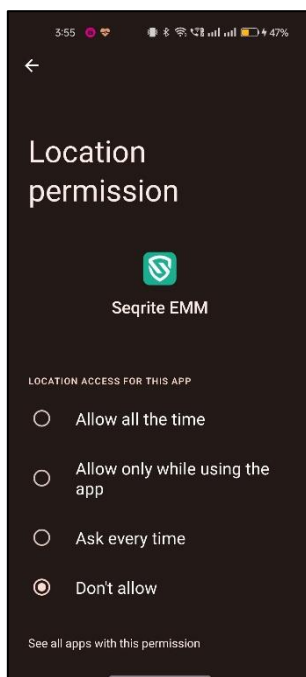 3:55 47%
Location
permission
Seqrite EMM
LOCATION ACCESS FOR THIS APP
Allow all the time
Allow only while using the
app
Ask every time
Don't allow
See all apps with this permission